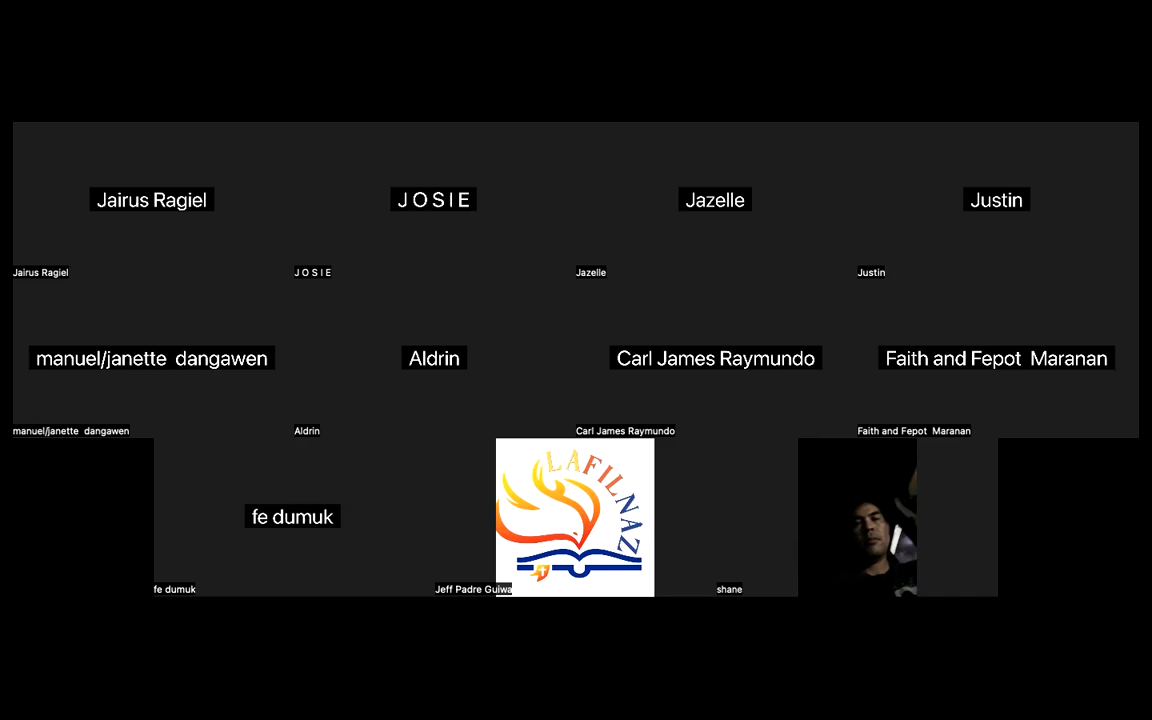 Jairus Ragiel
J O S I E
Jazelle
Justin
Jairus Ragiel
J O S I E
Jazelle
Justin
manuel/janette dangawen
Aldrin
Carl James Raymundo
Faith and Fepot Maranan
manuel/janette dangawen
Aldrin
Carl James Raymundo
Faith and Fepot Maranan
fe dumuk
LAFILNAZ
fe dumuk
Jeff Padre Guiwa
shane